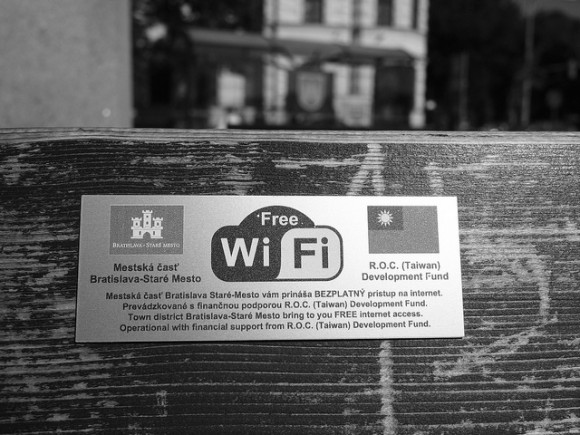 Free
Wi Fi
BRATISLAVA - STARÉ MESTO
Mestská časť
Bratislava-Staré Mesto
R.O.C. (Taiwan)
Development Fund
Mestská časť Bratislava Staré-Mesto vám prináša BEZPLATNÝ prístup na internet.
Prevádzkované s finančnou podporou R.O.C. (Taiwan) Development Fund.
Town district Bratislava-Staré Mesto bring to you FREE internet access.
Operational with financial support from R.O.C. (Taiwan) Development Fund.